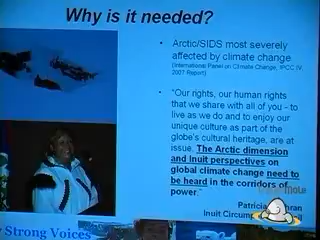 Why is it needed?
• Arctic/SIDS most severely
affected by climate change
(International Panel on Climate Change, IPCC IV
2007 Report)
• "Our rights, our human rights
that we share with all of you - to
live as we do and to enjoy our
unique culture as part of the
globe's cultural heritage, are at
issue. The Arctic dimension
and Inuit perspectives on
global climate change need to
be heard in the corridors of
power."
Patricia
Inuit
Strong Voices